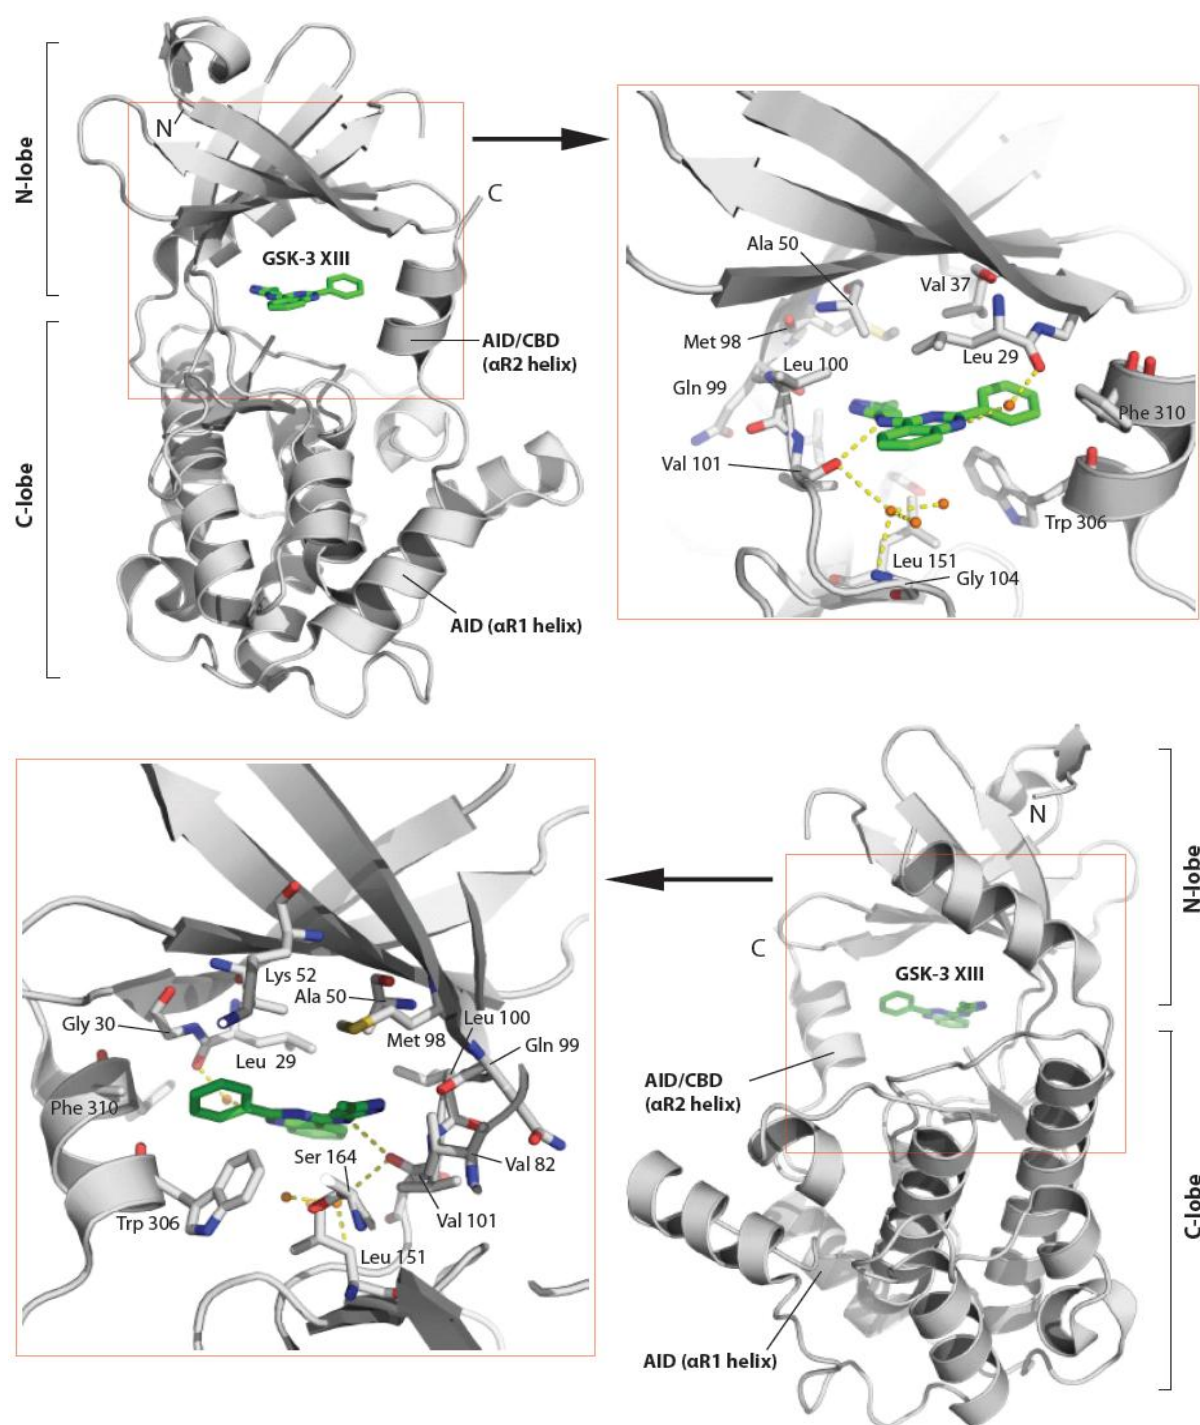 N-lobe
C-lobe
N
C
GSK-3 XIII
AID/CBD
(αR2 helix)
AID (αR1 helix)
Ala 50
Val 37
Met 98
Leu 100
Leu 29
Gln 99
Phe 310
Val 101
Trp 306
Leu 151
Gly 104
Lys 52
Ala 50
Gly 30
Leu 100
Met 98
Gln 99
Leu 29
Phe 310
Ser 164
Val 82
Trp 306
Val 101
Leu 151
N
C
GSK-3 XIII
AID/CBD
(αR2 helix)
AID (αR1 helix)
N-lobe
C-lobe